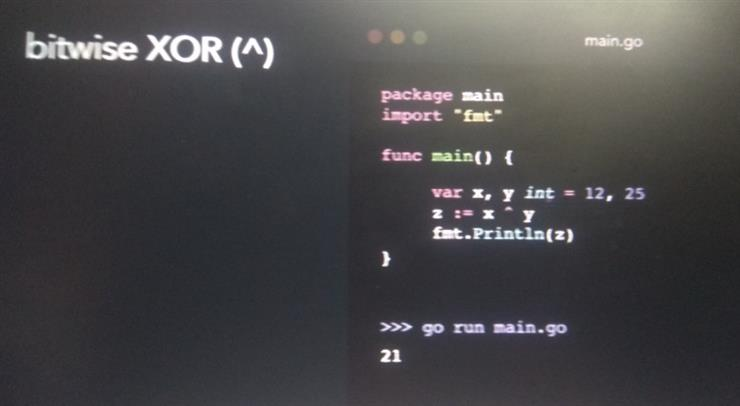 bitwise XOR (^)
main.go
package main
import "fmt"
func main() {
var x, y int = 12, 25
z := x ^ y
fmt.Println(z)
}
>>> go run main.go
21